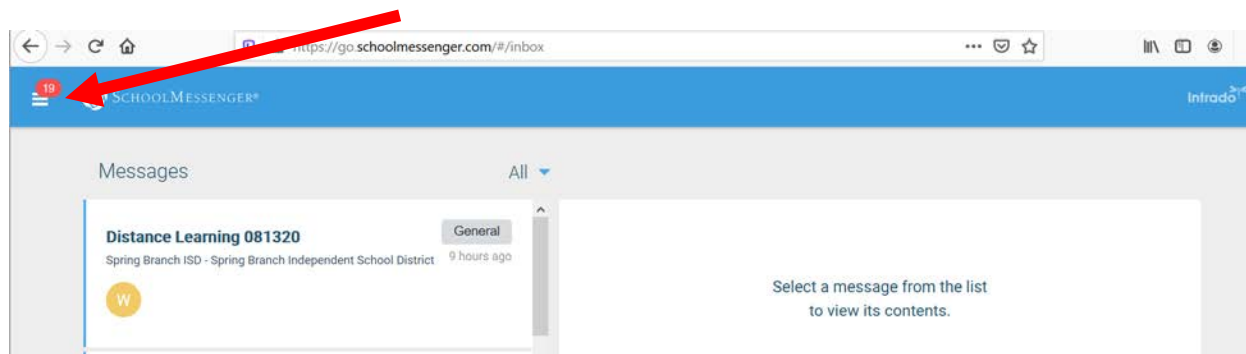 https://go.schoolmessenger.com/#/inbox
19
SCHOOLMESSENGER®
Intrado
Messages
All
Distance Learning 081320
General
Spring Branch ISD - Spring Branch Independent School District
9 hours ago
W
Select a message from the list
to view its contents.